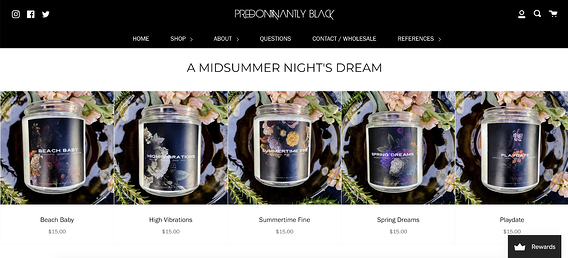 PREDOMINANTLY BLACK
HOME SHOP ABOUT QUESTIONS CONTACT / WHOLESALE REFERENCES
A MIDSUMMER NIGHT'S DREAM
BEACH BABY
HIGH VIBRATIONS
SUMMERTIME FINE
SPRING DREAMS
PLAYDATE
Beach Baby High Vibrations Summertime Fine Spring Dreams Playdate
$15.00 $15.00 $15.00 $15.00 $15.00
Rewards